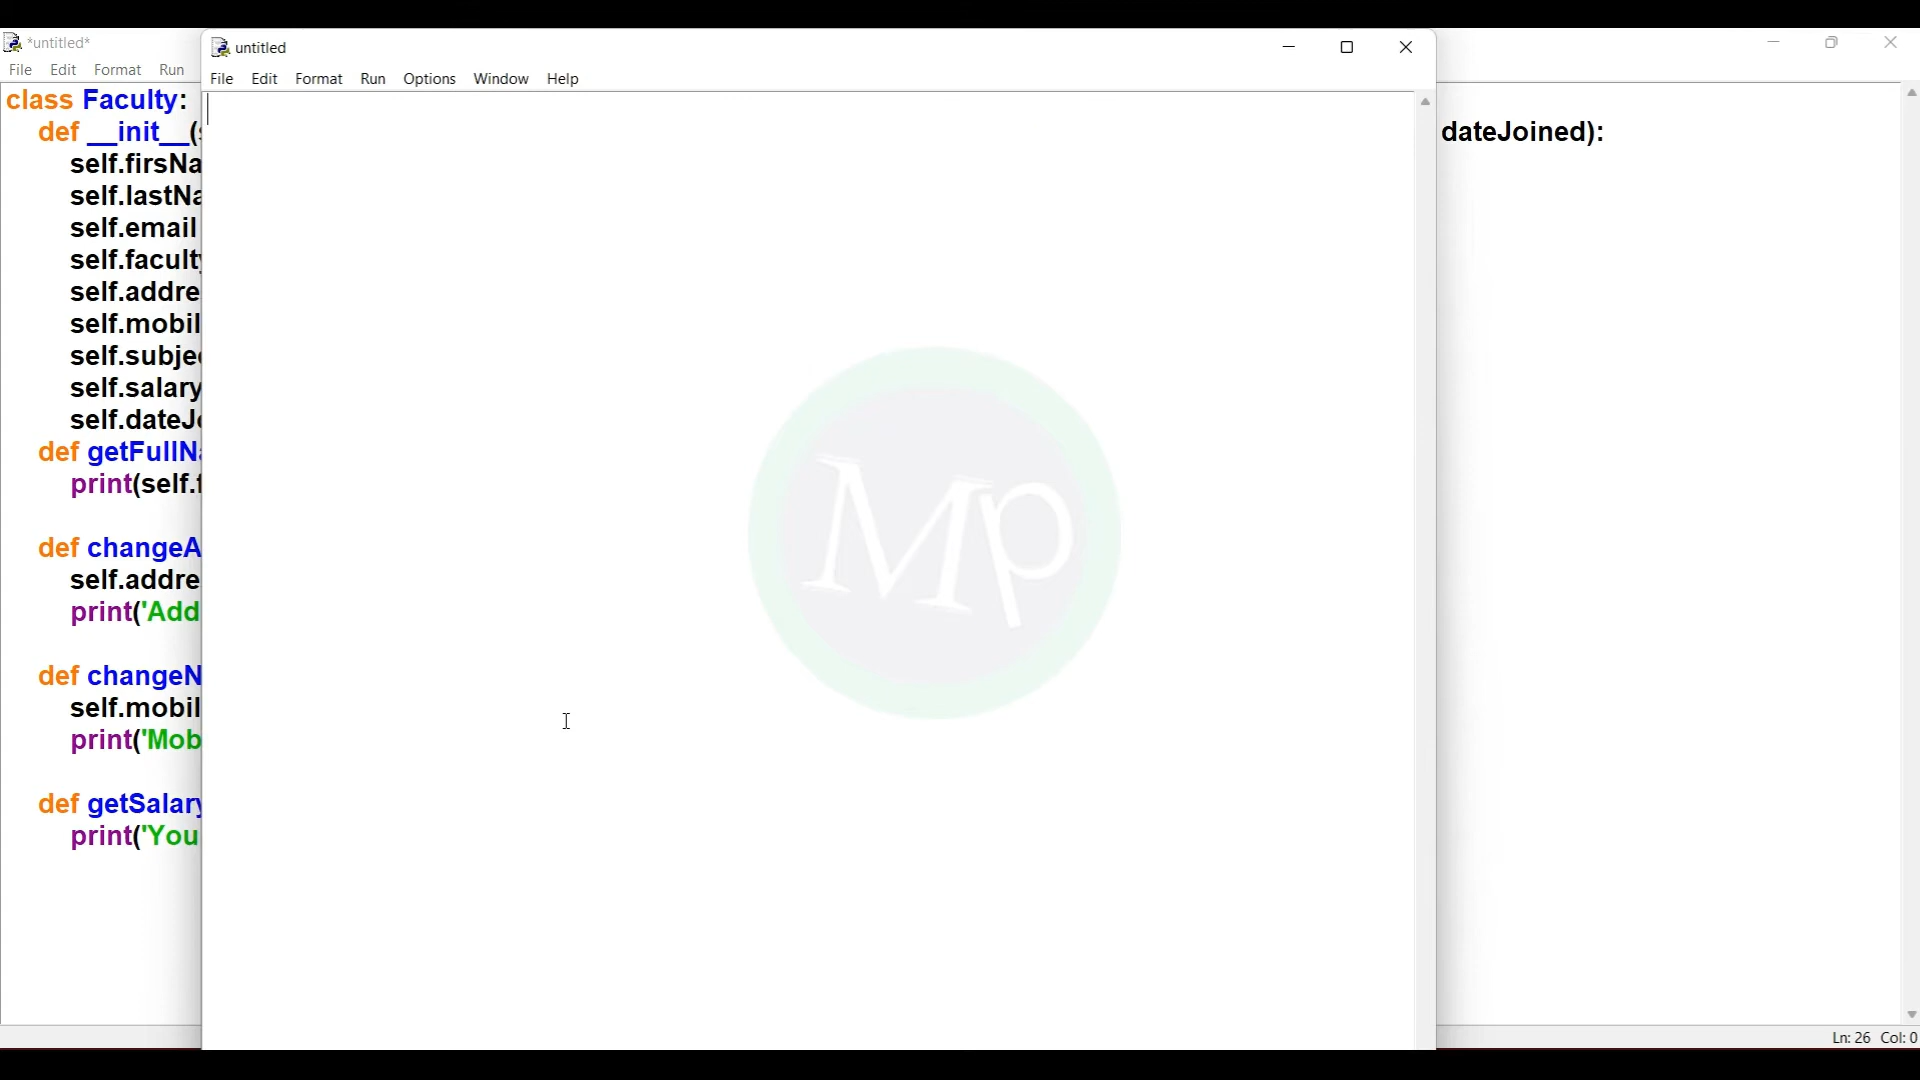 *untitled*
File Edit Format Run
untitled
File Edit Format Run Options Window Help
class Faculty:
def __init__( dateJoined):
self.firsNa
self.lastNa
self.email
self.facult
self.addre
self.mobil
self.subje
self.salary
self.dateJ
def getFullN
print(self.f
def changeA
self.addre
print('Add
def changeN
self.mobil
print('Mob
def getSalary
print('You
Mp
Ln: 26 Col: 0